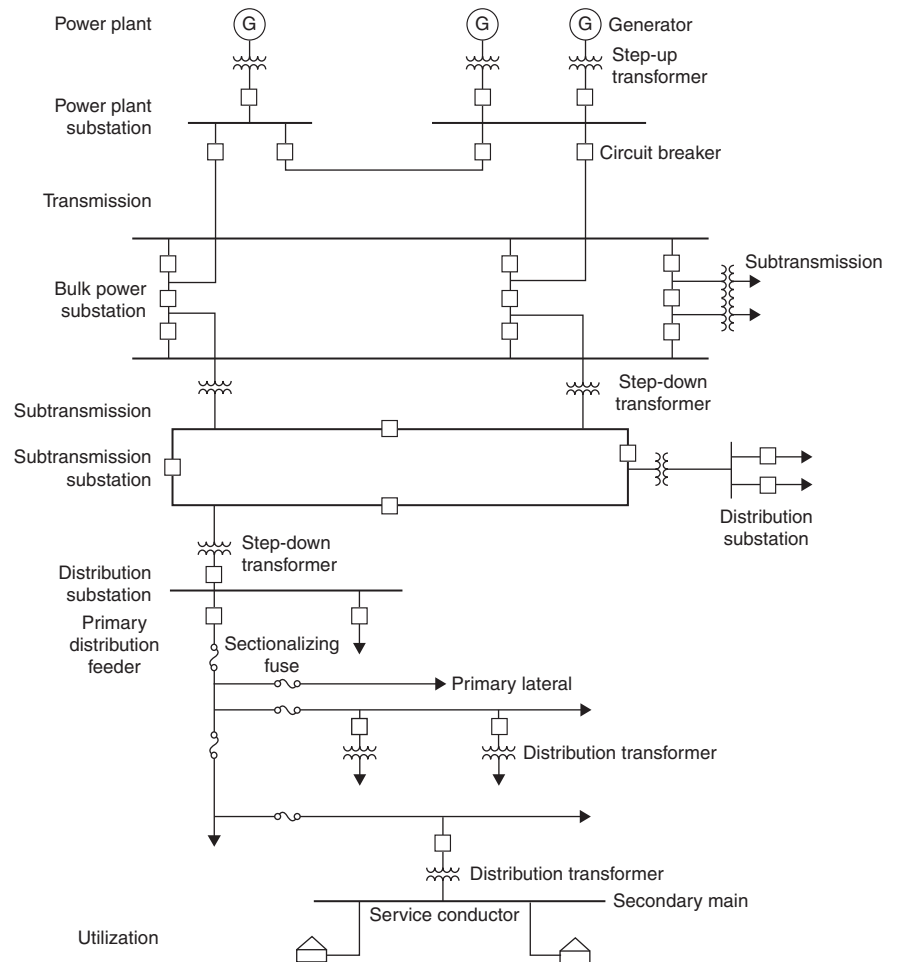 Power plant
G
G
G
Generator
Step-up
transformer
Power plant
substation
Circuit breaker
Transmission
Bulk power
substation
Subtransmission
Step-down
transformer
Subtransmission
Subtransmission
substation
Distribution
substation
Step-down
transformer
Distribution
substation
Primary
distribution
feeder
Sectionalizing
fuse
Primary lateral
Distribution transformer
Distribution transformer
Secondary main
Service conductor
Utilization